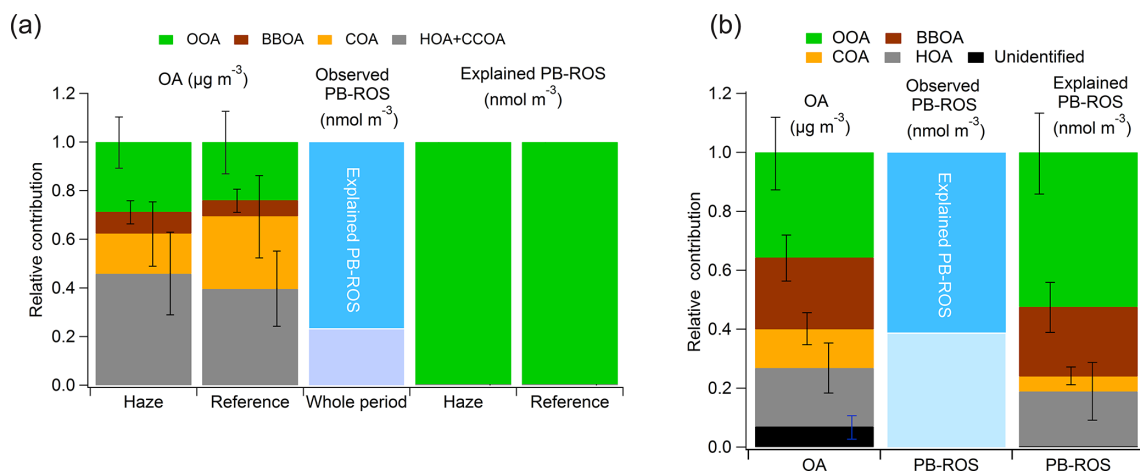 (a)
OOA BBOA COA HOA+CCOA
OA (µg m⁻³)
Observed
PB-ROS
(nmol m⁻³)
Explained PB-ROS
(nmol m⁻³)
Relative contribution
1.2
1.0
0.8
0.6
0.4
0.2
0.0
Explained PB-ROS
Haze Reference Whole period Haze Reference
(b)
OOA BBOA
COA HOA Unidentified
OA
(µg m⁻³)
Observed
PB-ROS
(nmol m⁻³)
Explained
PB-ROS
(nmol m⁻³)
Relative contribution
1.2
1.0
0.8
0.6
0.4
0.2
0.0
Explained PB-ROS
OA PB-ROS PB-ROS